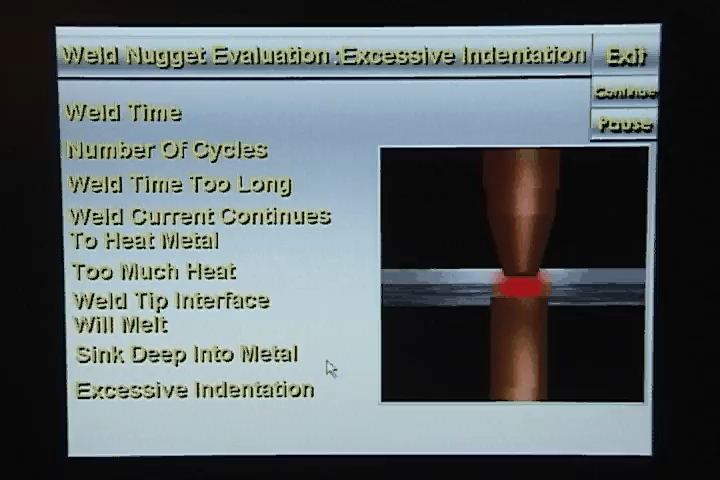 Weld Nugget Evaluation :Excessive Indentation
Exit
Continue
Pause
Weld Time
Number Of Cycles
Weld Time Too Long
Weld Current Continues
To Heat Metal
Too Much Heat
Weld Tip Interface
Will Melt
Sink Deep Into Metal
Excessive Indentation